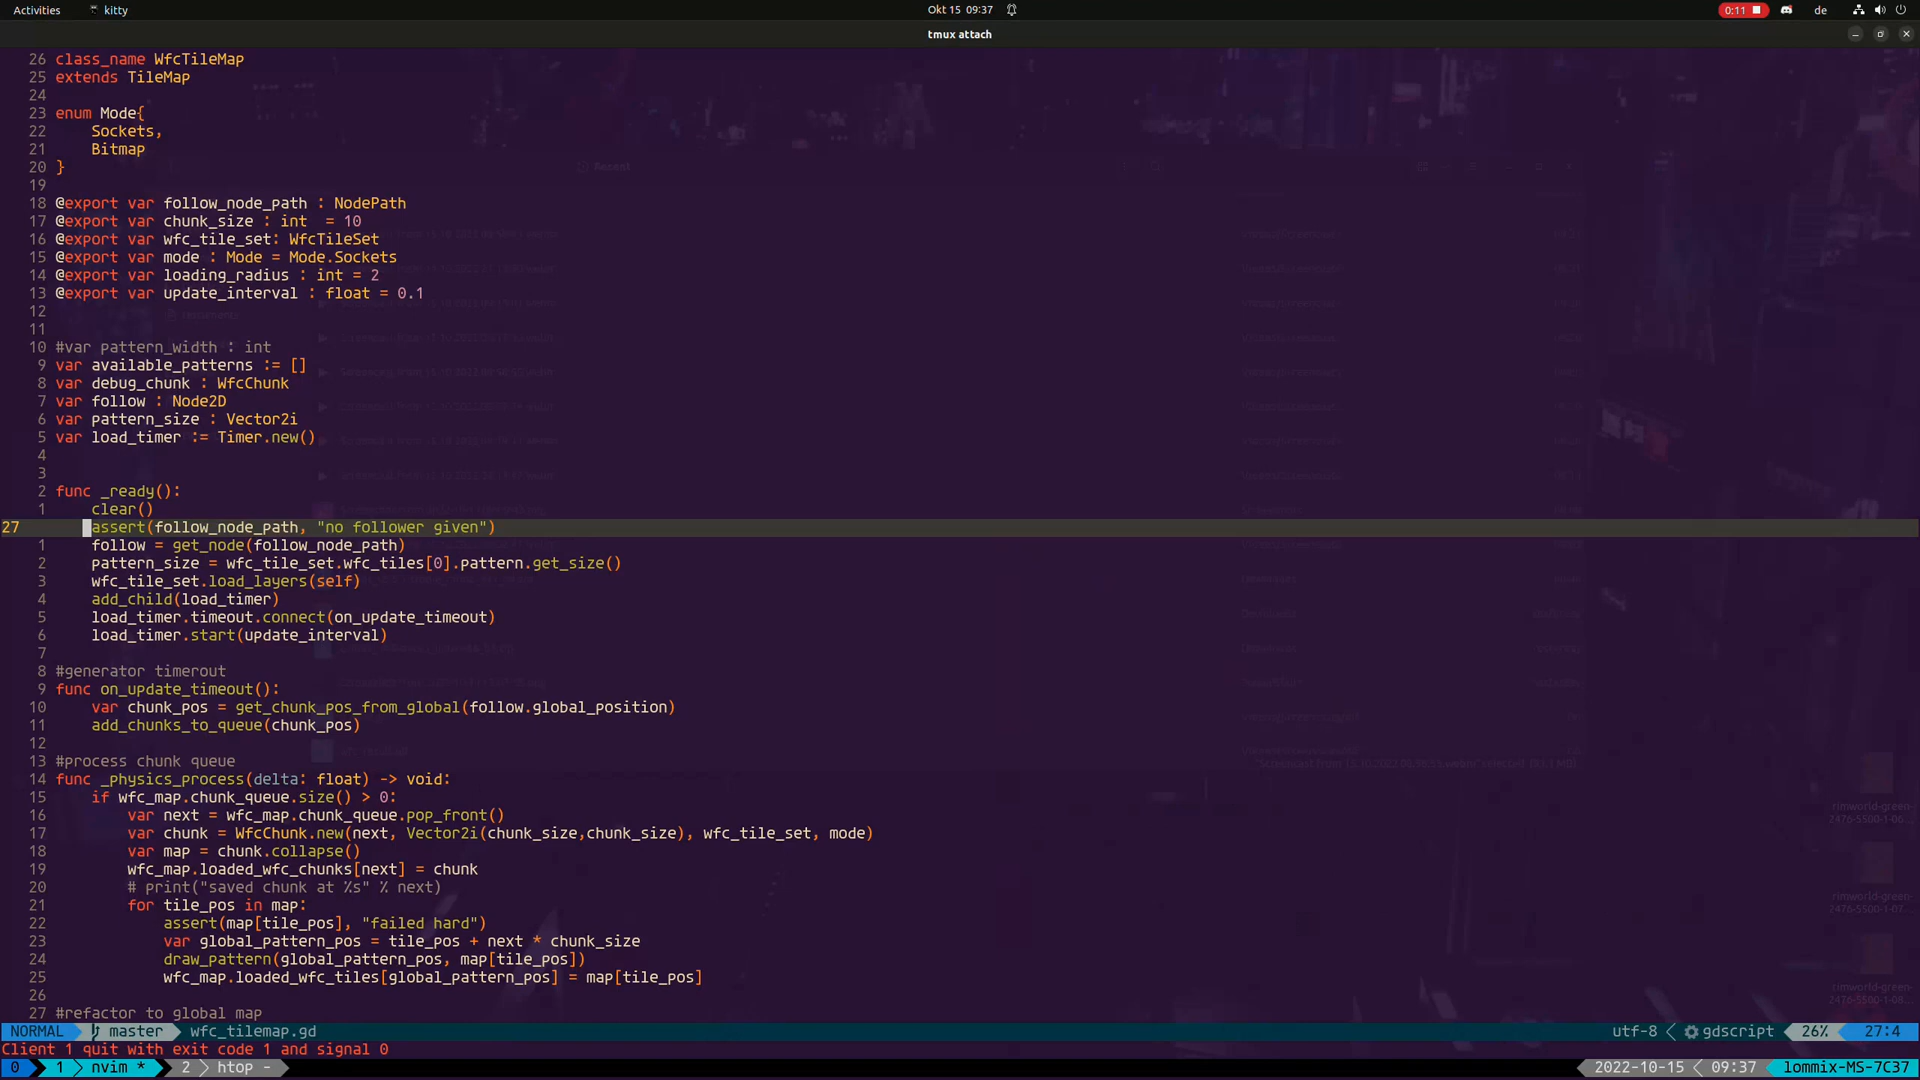 Activities kitty Okt 15 09:37 0:11 de
tmux attach
26 class_name WfcTileMap
25 extends TileMap
24
23 enum Mode{
22 Sockets,
21 Bitmap
20 }
19
18 @export var follow_node_path : NodePath
17 @export var chunk_size : int = 10
16 @export var wfc_tile_set: WfcTileSet
15 @export var mode : Mode = Mode.Sockets
14 @export var loading_radius : int = 2
13 @export var update_interval : float = 0.1
12
11
10 #var pattern_width : int
9 var available_patterns := []
8 var debug_chunk : WfcChunk
7 var follow : Node2D
6 var pattern_size : Vector2i
5 var load_timer := Timer.new()
4
3
2 func _ready():
1 clear()
27 assert(follow_node_path, "no follower given")
1 follow = get_node(follow_node_path)
2 pattern_size = wfc_tile_set.wfc_tiles[0].pattern.get_size()
3 wfc_tile_set.load_layers(self)
4 add_child(load_timer)
5 load_timer.timeout.connect(on_update_timeout)
6 load_timer.start(update_interval)
7
8 #generator timerout
9 func on_update_timeout():
10 var chunk_pos = get_chunk_pos_from_global(follow.global_position)
11 add_chunks_to_queue(chunk_pos)
12
13 #process chunk queue
14 func _physics_process(delta: float) -> void:
15 if wfc_map.chunk_queue.size() > 0:
16 var next = wfc_map.chunk_queue.pop_front()
17 var chunk = WfcChunk.new(next, Vector2i(chunk_size,chunk_size), wfc_tile_set, mode)
18 var map = chunk.collapse()
19 wfc_map.loaded_wfc_chunks[next] = chunk
20 # print("saved chunk at %s" % next)
21 for tile_pos in map:
22 assert(map[tile_pos], "failed hard")
23 var global_pattern_pos = tile_pos + next * chunk_size
24 draw_pattern(global_pattern_pos, map[tile_pos])
25 wfc_map.loaded_wfc_tiles[global_pattern_pos] = map[tile_pos]
26
27 #refactor to global map
NORMAL master wfc_tilemap.gd utf-8 gdscript 26% 27:4
Client 1 quit with exit code 1 and signal 0
0 1 nvim * 2 htop - 2022-10-15 09:37 lommix-MS-7C37